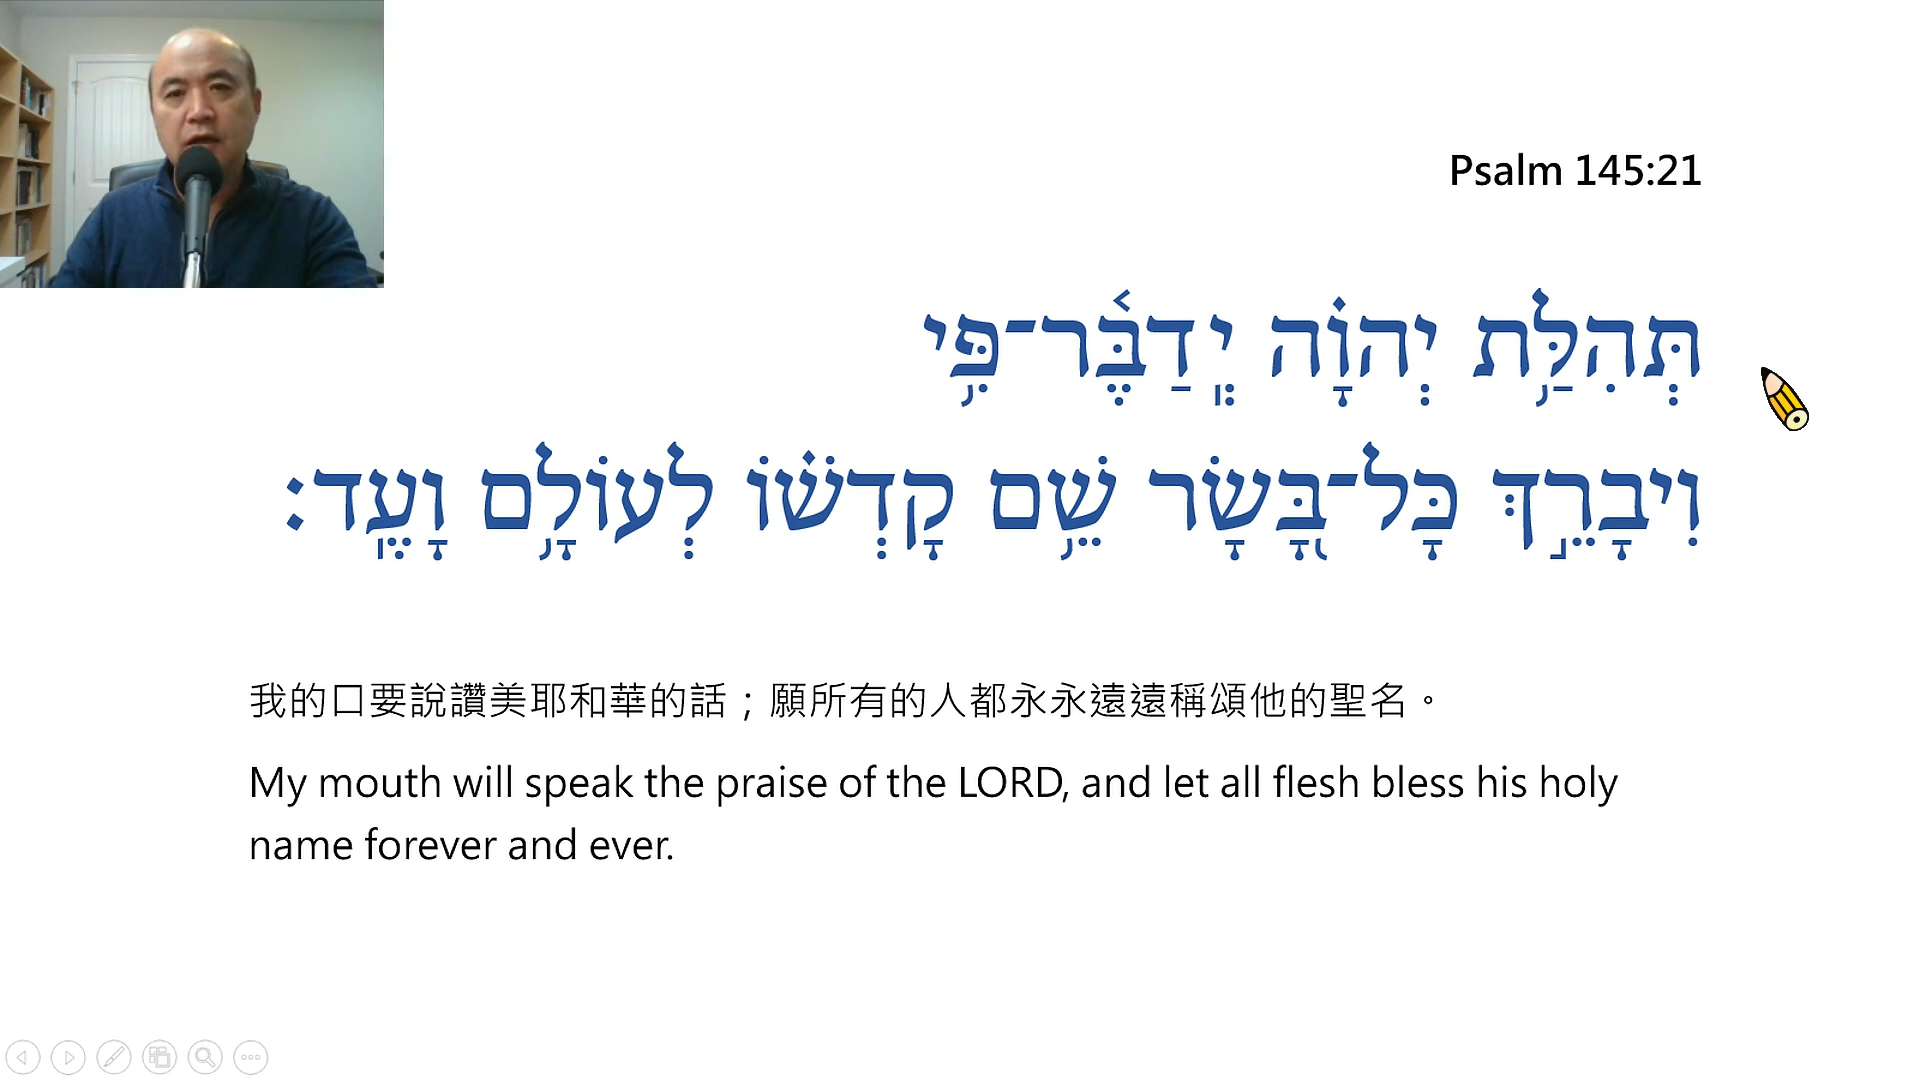 Psalm 145:21
תְּהִלַּ֥ת יְהוָ֗ה יְֽדַבֶּ֫ר־פִּ֥י
וִיבָרֵ֣ךְ כָּל־בָּ֭שָׂר שֵׁ֥ם קָדְשׁ֗וֹ לְעוֹלָ֥ם וָעֶֽד׃
我的口要說讚美耶和華的話；願所有的人都永永遠遠稱頌他的聖名。
My mouth will speak the praise of the LORD, and let all flesh bless his holy
name forever and ever.